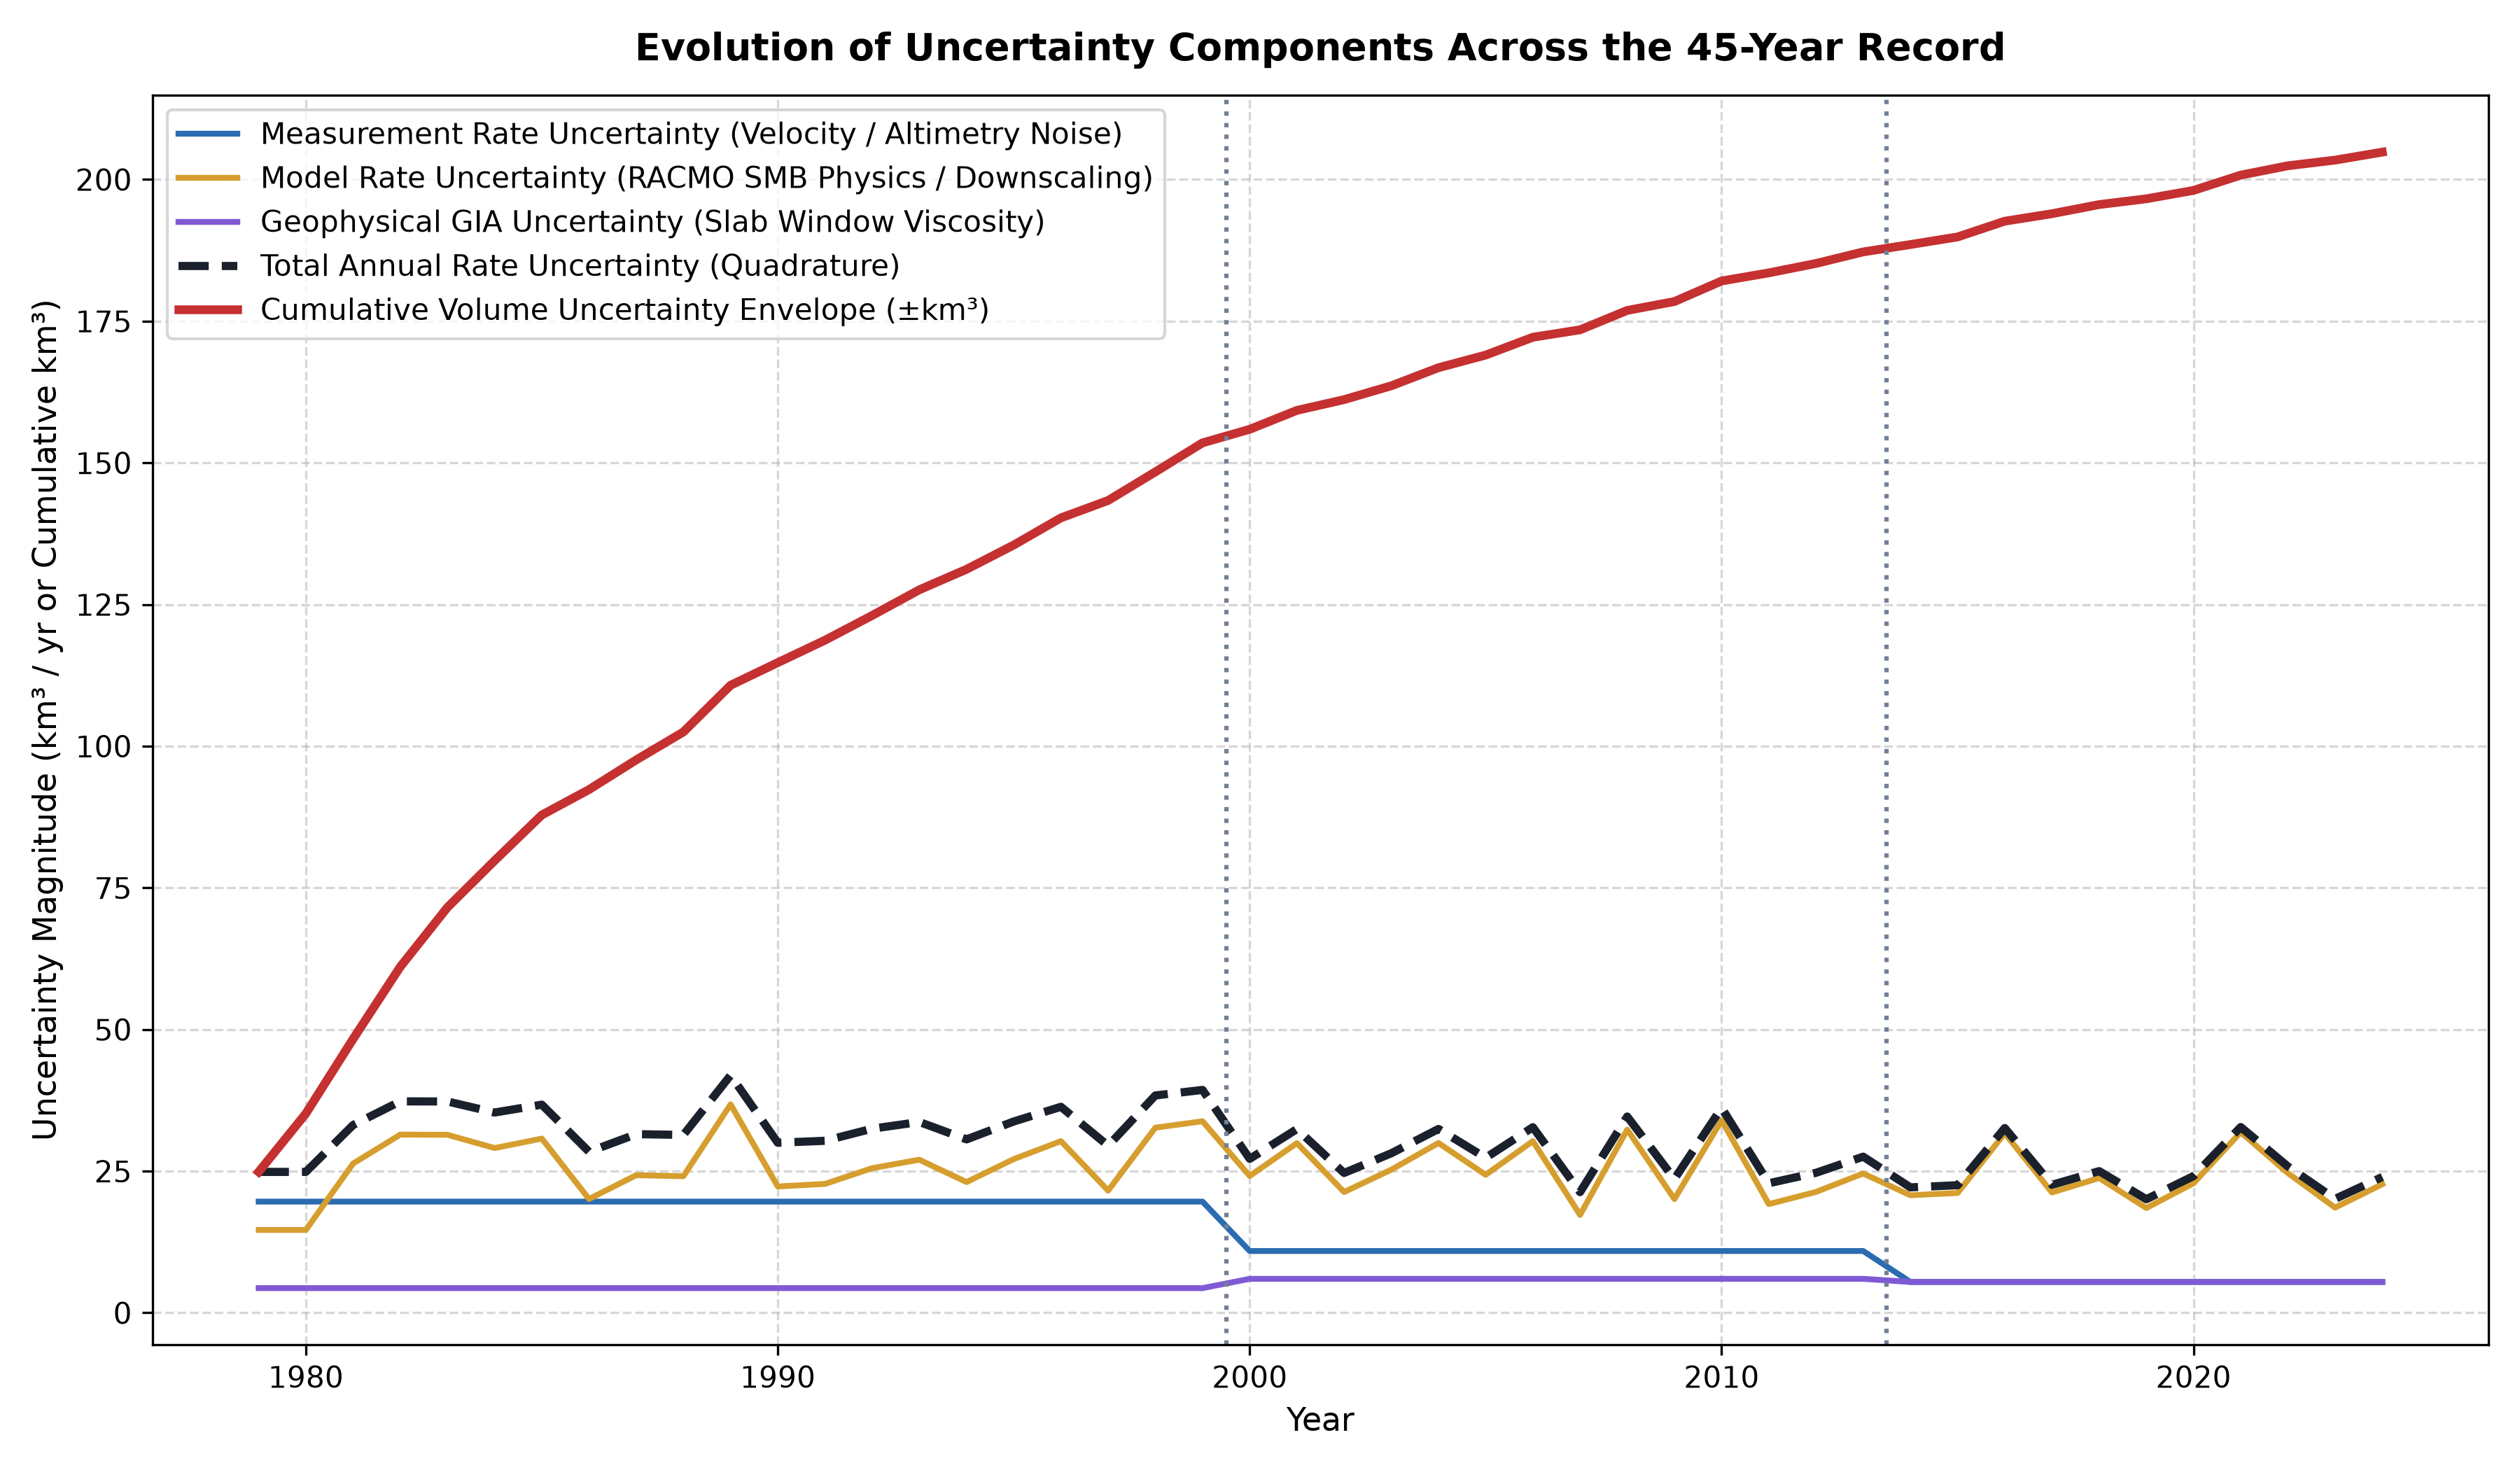 Evolution of Uncertainty Components Across the 45-Year Record
Measurement Rate Uncertainty (Velocity / Altimetry Noise)
Model Rate Uncertainty (RACMO SMB Physics / Downscaling)
Geophysical GIA Uncertainty (Slab Window Viscosity)
Total Annual Rate Uncertainty (Quadrature)
Cumulative Volume Uncertainty Envelope (±km³)
Uncertainty Magnitude (km³ / yr or Cumulative km³)
200
175
150
125
100
75
50
25
0
1980 1990 2000 2010 2020
Year